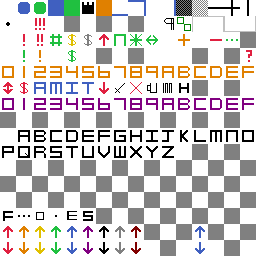 ¶
! !! # $ $ ↑ * ↔ + - ... ?
! !! $
0123456789ABCDEF
↕ $ AMIT ↓ ✓ × H
0123456789ABCDEF
ABCDEFGHIJKLMNO
PQRSTUVWXYZ
F ... □ · E S
↑ ↑ ↑ ↑ ↑ ↑ ↑ ↑ ↑ ↑
↓ ↓ ↓ ↓ ↓ ↓ ↓ ↓ ↓ ↓